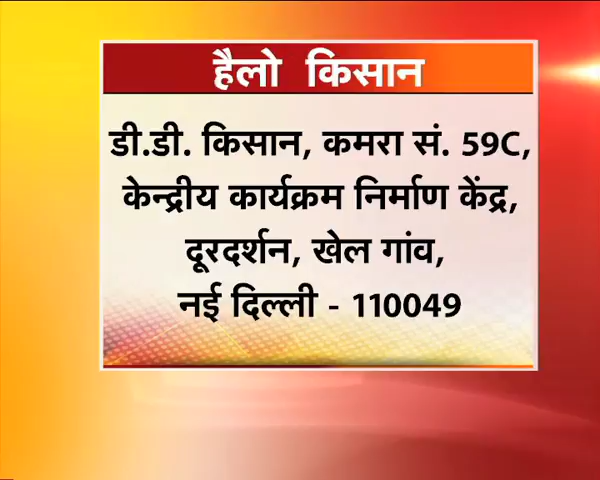 हैलो किसान
डी.डी. किसान, कमरा सं. 59C,
केन्द्रीय कार्यक्रम निर्माण केंद्र,
दूरदर्शन, खेल गांव,
नई दिल्ली - 110049